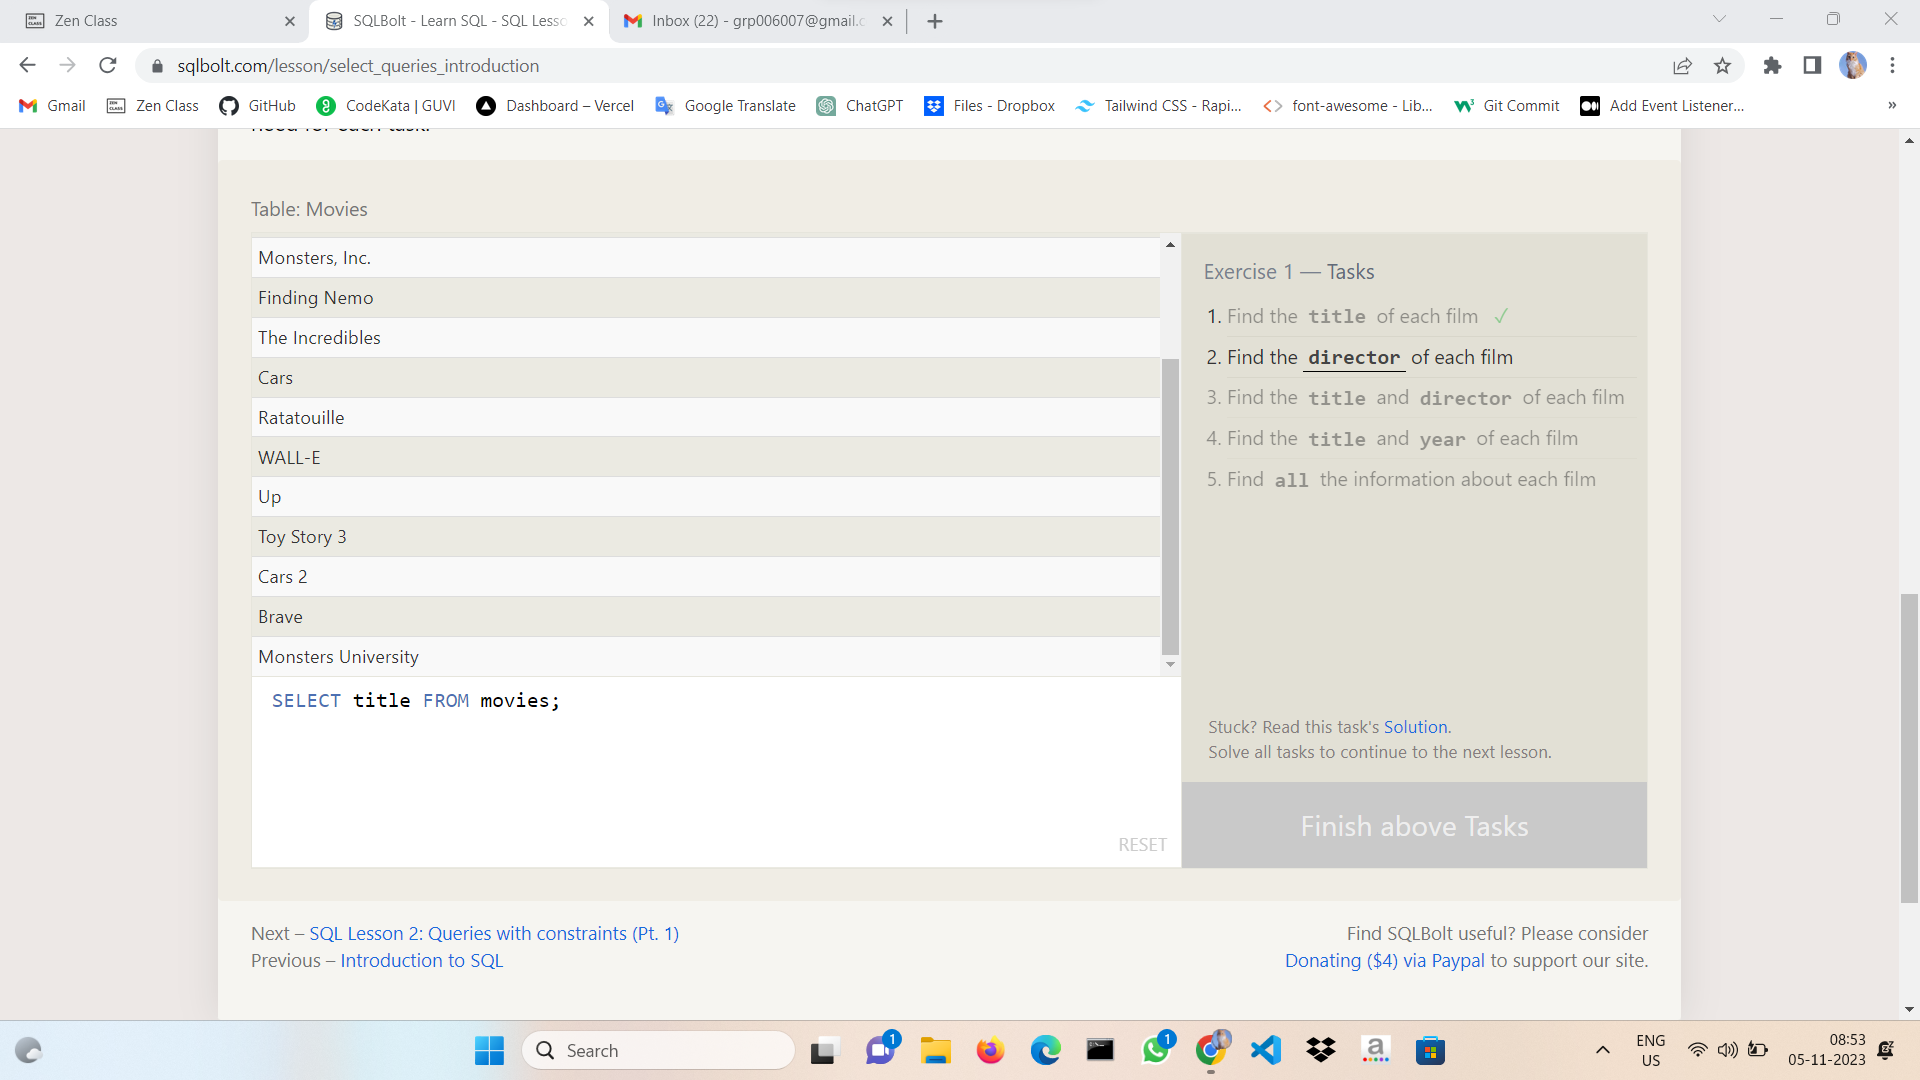 Zen Class
SQLBolt - Learn SQL - SQL Lesso
Inbox (22) - grp006007@gmail.c
sqlbolt.com/lesson/select_queries_introduction
Gmail
ZEN CLASS
Zen Class
GitHub
CodeKata | GUVI
Dashboard – Vercel
Google Translate
ChatGPT
Files - Dropbox
Tailwind CSS - Rapi...
font-awesome - Lib...
Git Commit
Add Event Listener...
»
need for each task.
Table: Movies
Monsters, Inc.
Finding Nemo
The Incredibles
Cars
Ratatouille
WALL-E
Up
Toy Story 3
Cars 2
Brave
Monsters University
SELECT title FROM movies;
RESET
Exercise 1 — Tasks
1. Find the title of each film ✓
2. Find the director of each film
3. Find the title and director of each film
4. Find the title and year of each film
5. Find all the information about each film
Stuck? Read this task's Solution.
Solve all tasks to continue to the next lesson.
Finish above Tasks
Next – SQL Lesson 2: Queries with constraints (Pt. 1)
Previous – Introduction to SQL
Find SQLBolt useful? Please consider
Donating ($4) via Paypal to support our site.
Search
1
1
ENG
US
08:53
05-11-2023